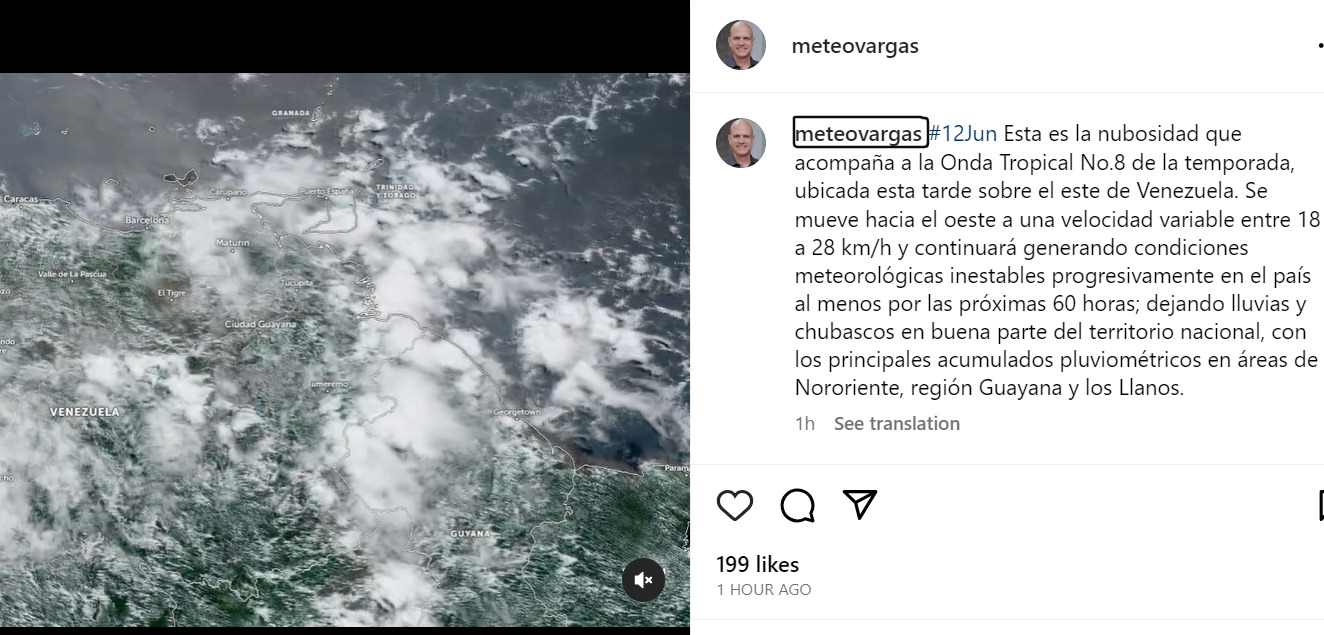 GRANADA
Caracas
Carupano
Puerto España
TRINIDAD
Y TOBAGO
Barcelona
Maturin
Valle de La Pascua
El Tigre
Tucupita
Ciudad Guayana
Tumeremo
VENEZUELA
Georgetown
GUYANA
meteovargas
meteovargas #12Jun Esta es la nubosidad que
acompaña a la Onda Tropical No.8 de la temporada,
ubicada esta tarde sobre el este de Venezuela. Se
mueve hacia el oeste a una velocidad variable entre 18
a 28 km/h y continuará generando condiciones
meteorológicas inestables progresivamente en el país
al menos por las próximas 60 horas; dejando lluvias y
chubascos en buena parte del territorio nacional, con
los principales acumulados pluviométricos en áreas de
Nororiente, región Guayana y los Llanos.
1h See translation
199 likes
1 HOUR AGO